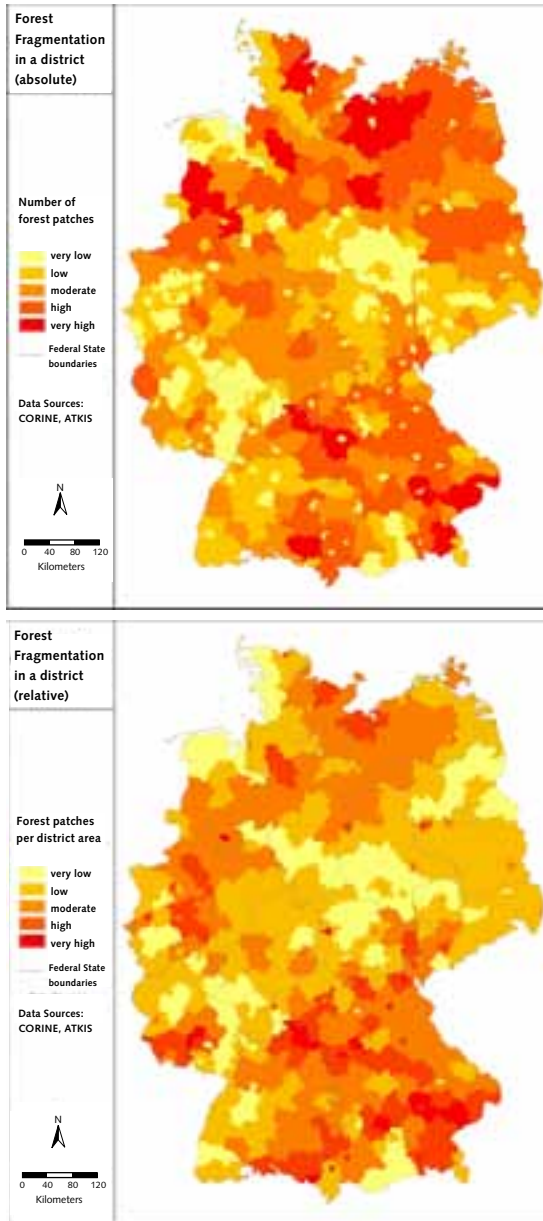 Forest
Fragmentation
in a district
(absolute)
Number of
forest patches
very low
low
moderate
high
very high
Federal State
boundaries
Data Sources:
CORINE, ATKIS
N
0 40 80 120
Kilometers
Forest
Fragmentation
in a district
(relative)
Forest patches
per district area
very low
low
moderate
high
very high
Federal State
boundaries
Data Sources:
CORINE, ATKIS
N
0 40 80 120
Kilometers